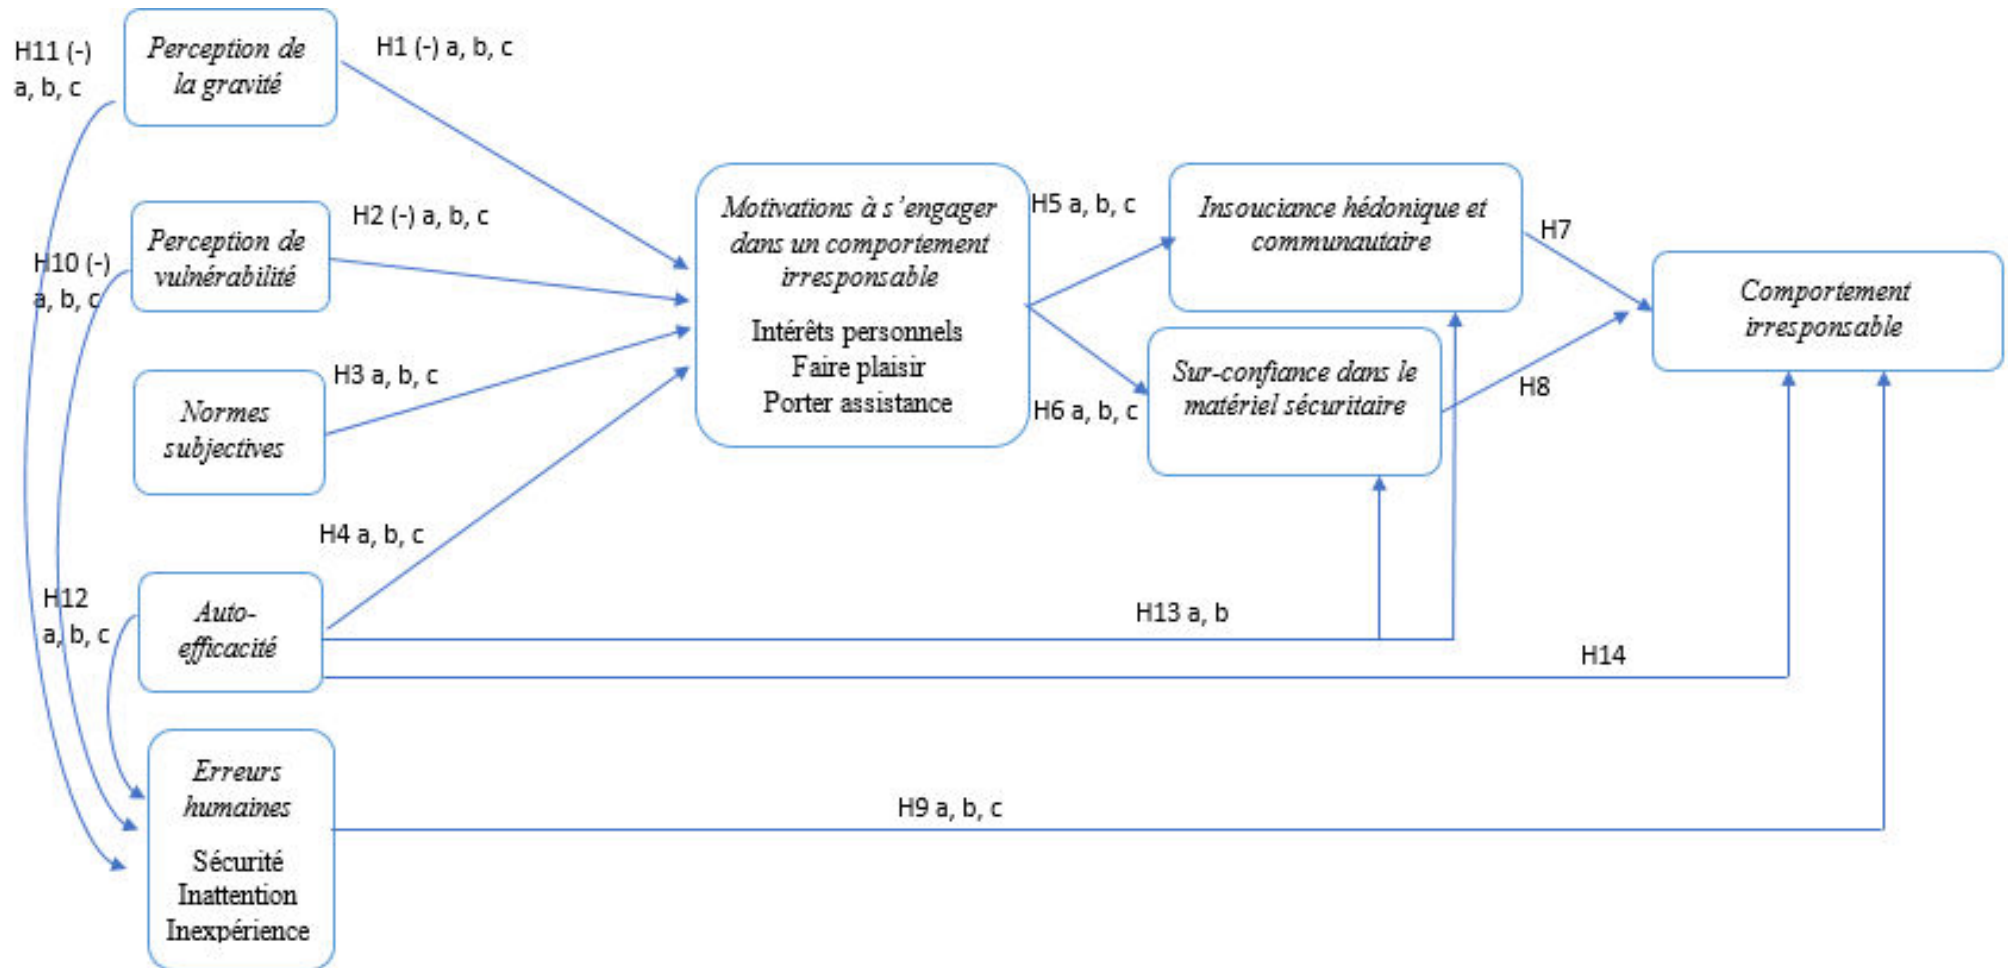 H11 (-)
a, b, c
Perception de
la gravité
H1 (-) a, b, c
H10 (-)
a, b, c
Perception de
vulnérabilité
H2 (-) a, b, c
Normes
subjectives
H3 a, b, c
H4 a, b, c
H12
a, b, c
Auto-
efficacité
Erreurs
humaines
Sécurité
Inattention
Inexpérience
Motivations à s'engager
dans un comportement
irresponsable
Intérêts personnels
Faire plaisir
Porter assistance
H5 a, b, c
H6 a, b, c
Insouciance hédonique et
communautaire
Sur-confiance dans le
matériel sécuritaire
H7
H8
Comportement
irresponsable
H13 a, b
H14
H9 a, b, c